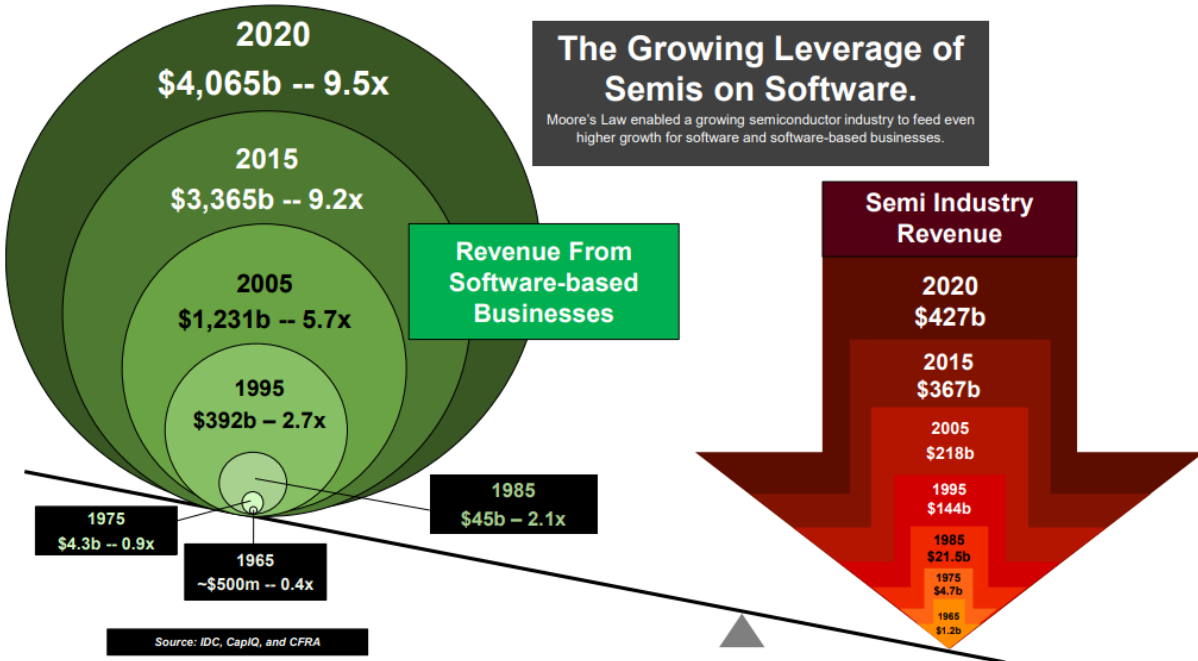 The Growing Leverage of
Semis on Software.
Moore's Law enabled a growing semiconductor industry to feed even
higher growth for software and software-based businesses.
2020
$4,065b -- 9.5x
2015
$3,365b -- 9.2x
2005
$1,231b -- 5.7x
1995
$392b – 2.7x
1985
$45b – 2.1x
1975
$4.3b -- 0.9x
1965
~$500m -- 0.4x
Revenue From
Software-based
Businesses
Semi Industry
Revenue
2020
$427b
2015
$367b
2005
$218b
1995
$144b
1985
$21.5b
1975
$4.7b
1965
$1.2b
Source: IDC, CapIQ, and CFRA